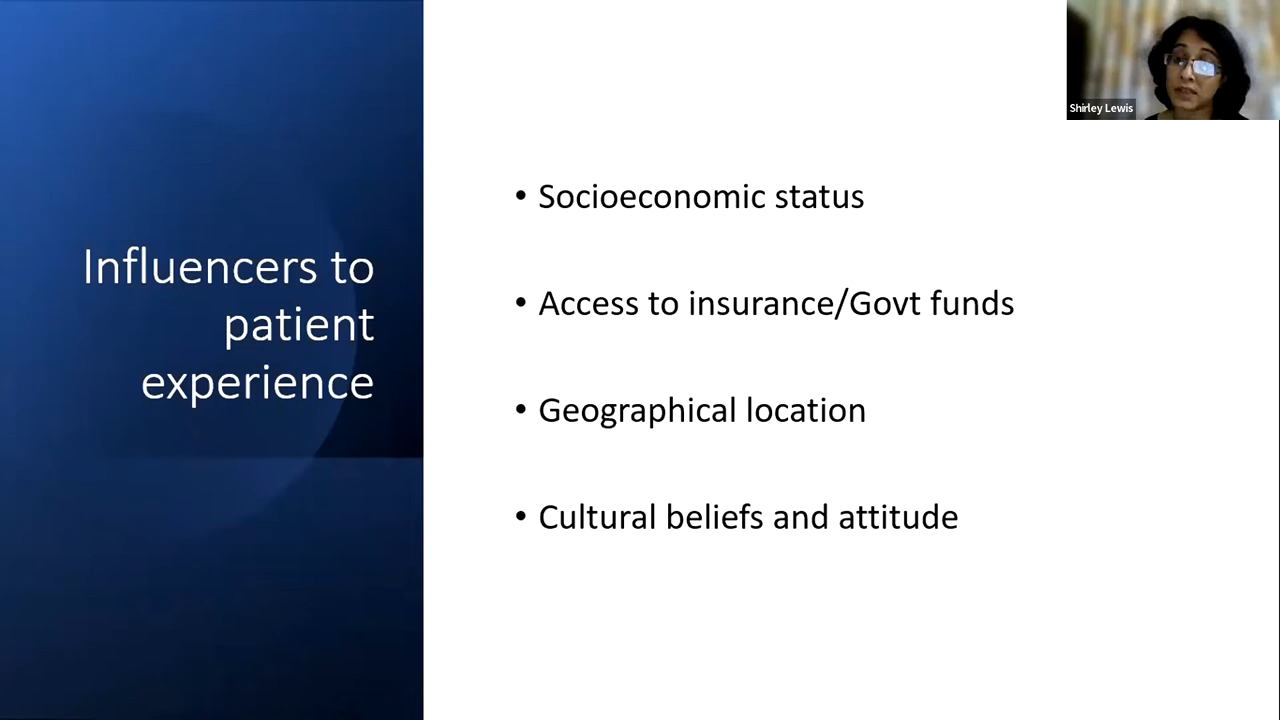 Influencers to
patient
experience
• Socioeconomic status
• Access to insurance/Govt funds
• Geographical location
• Cultural beliefs and attitude
Shirley Lewis